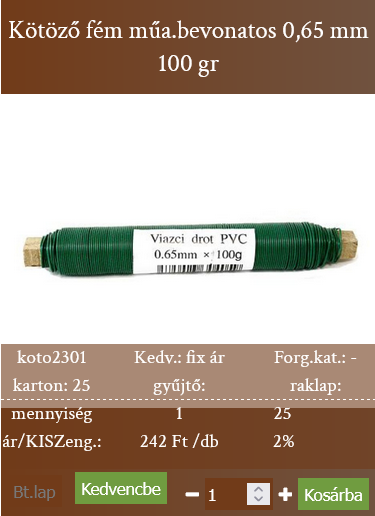 Kötöző fém műa.bevonatos 0,65 mm
100 gr
Viazci drot PVC
0.65mm × 100g
koto2301 Kedv.: fix ár Forg.kat.: -
karton: 25 gyűjtő: raklap:
mennyiség 1 25
ár/KISZeng.: 242 Ft /db 2%
Bt.lap Kedvencbe − 1 + Kosárba